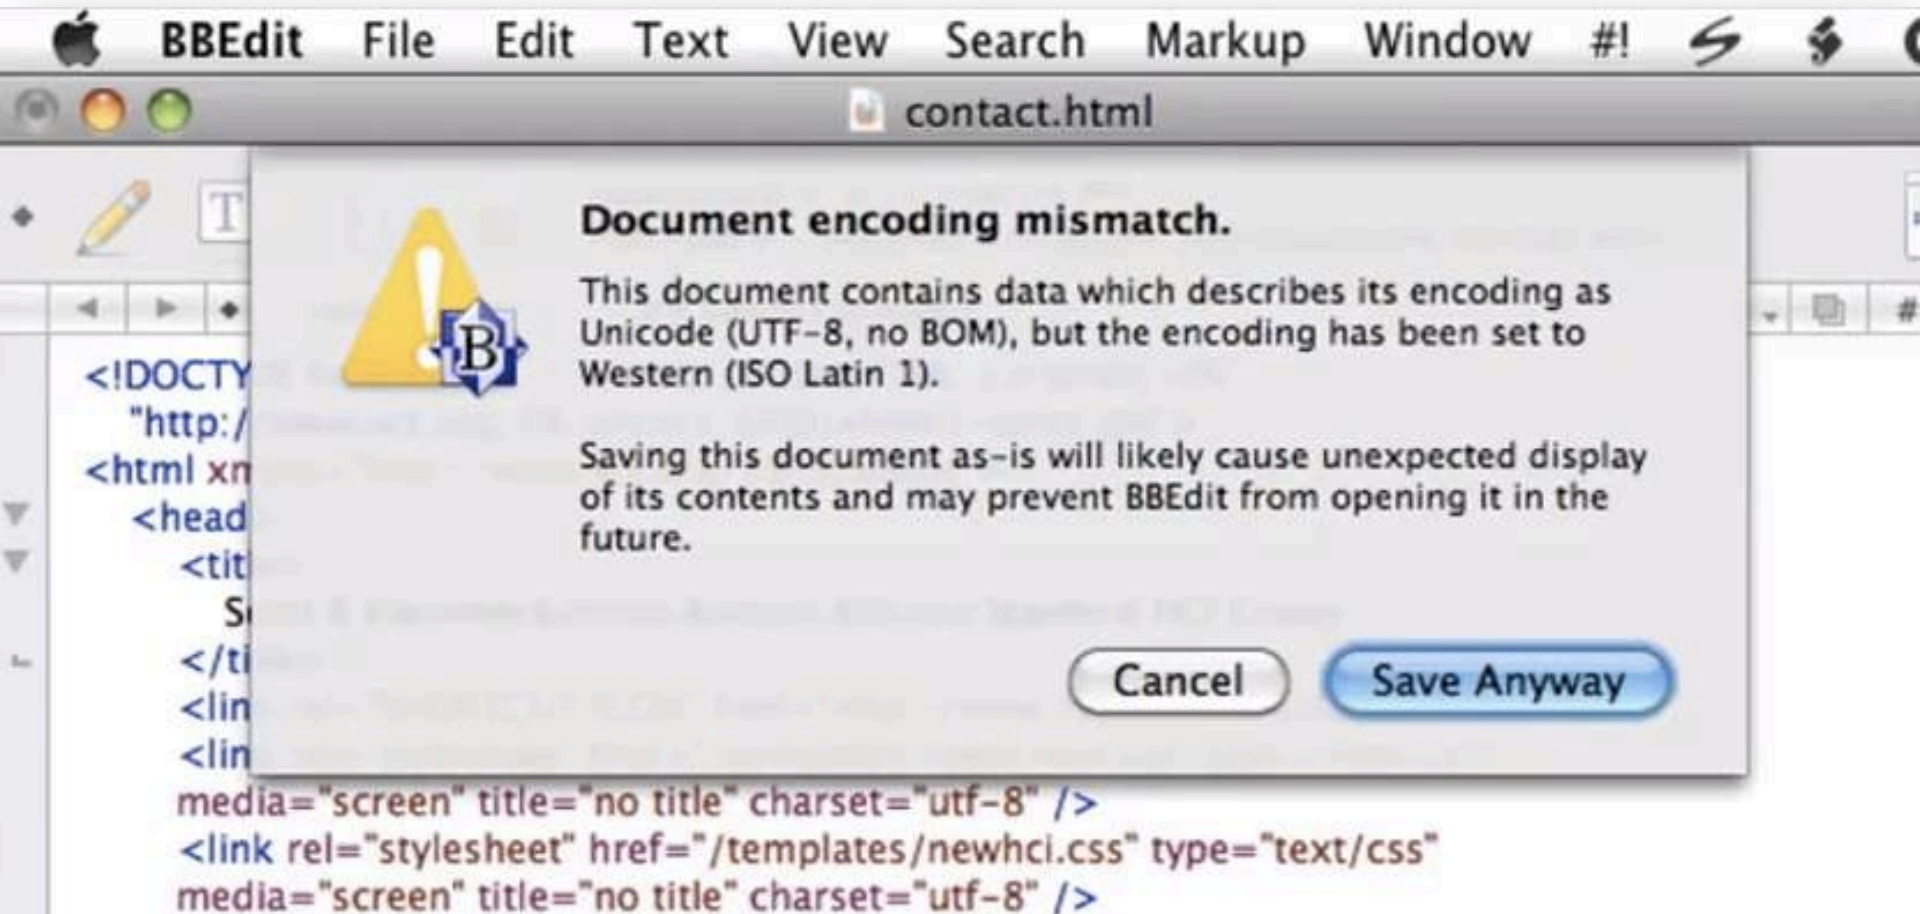 BBEdit File Edit Text View Search Markup Window #!
contact.html
T
Document encoding mismatch.
This document contains data which describes its encoding as
Unicode (UTF-8, no BOM), but the encoding has been set to
Western (ISO Latin 1).
B
Saving this document as-is will likely cause unexpected display
of its contents and may prevent BBEdit from opening it in the
future.
Cancel Save Anyway
#
<!DOCTY
"http:/
<html xm
<head
<tit
S
</ti
<lin
<lin
media="screen" title="no title" charset="utf-8" />
<link rel="stylesheet" href="/templates/newhci.css" type="text/css"
media="screen" title="no title" charset="utf-8" />